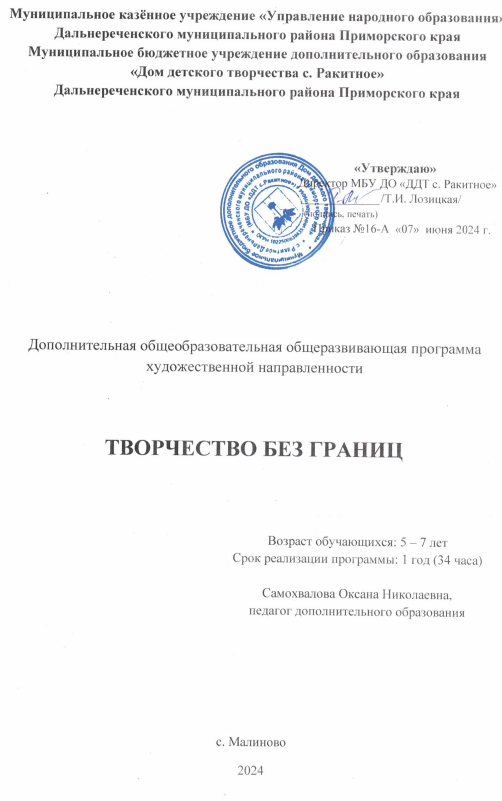 Муниципальное казённое учреждение «Управление народного образования»
Дальнереченского муниципального района Приморского края
Муниципальное бюджетное учреждение дополнительного образования
«Дом детского творчества с. Ракитное»
Дальнереченского муниципального района Приморского края
«Утверждаю»
Директор МБУ ДО «ДДТ с. Ракитное»
/Т.И. Лозицкая/
(подпись, печать)
Приказ №16-А «07» июня 2024 г.
Дополнительная общеобразовательная общеразвивающая программа
художественной направленности
ТВОРЧЕСТВО БЕЗ ГРАНИЦ
Возраст обучающихся: 5 – 7 лет
Срок реализации программы: 1 год (34 часа)
Самохвалова Оксана Николаевна,
педагог дополнительного образования
с. Малиново
2024